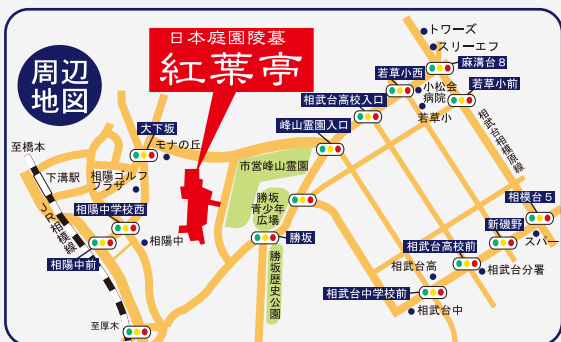 日本庭園陵墓
紅葉亭
周辺
地図
トワーズ
スリーエフ
麻溝台8
若草小西
小松会
病院
若草小前
若草小
相武台高校入口
峰山霊園入口
相武台相模原線
大下坂
モナの丘
至橋本
下溝駅
相陽ゴルフ
プラザ
市営峰山霊園
JR相模線
相陽中学校西
勝坂
青少年
広場
相模台5
新磯野
スパー
相陽中
勝坂
相武台高校前
相陽中前
勝坂歴史公園
相武台高
相武台分署
相武台中学校前
相武台中
至厚木